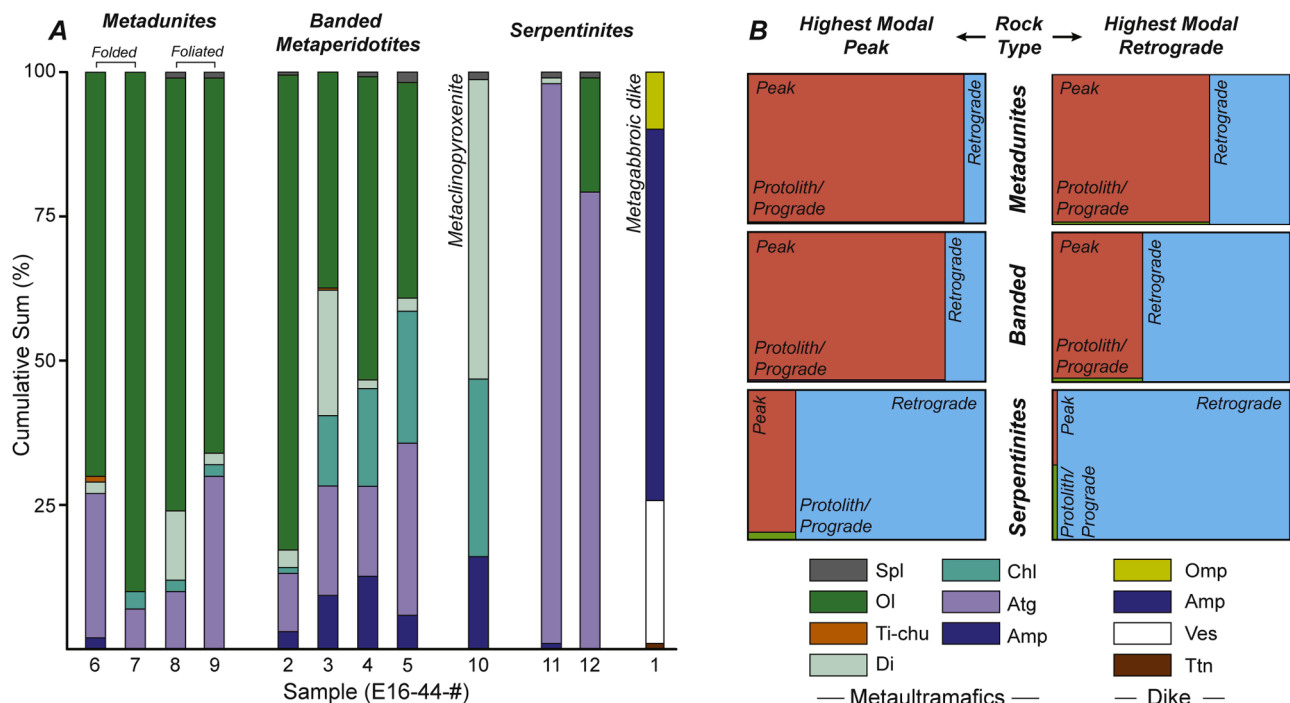 A
Metadunites
Folded
Foliated
Banded
Metaperidotites
Serpentinites
100
75
50
25
Cumulative Sum (%)
Metaclinopyroxenite
Metagabbroic dike
6 7 8 9 2 3 4 5 10 11 12 1
Sample (E16-44-#)
B
Highest Modal
Peak
Rock
Type
Highest Modal
Retrograde
Peak
Protolith/
Prograde
Retrograde
Metadunites
Peak
Protolith/
Prograde
Retrograde
Peak
Protolith/
Prograde
Retrograde
Banded
Peak
Protolith/
Prograde
Retrograde
Peak
Retrograde
Protolith/
Prograde
Serpentinites
Peak
Protolith/
Prograde
Retrograde
Spl
Ol
Ti-chu
Di
Chl
Atg
Amp
Metaultramafics
Omp
Amp
Ves
Ttn
Dike